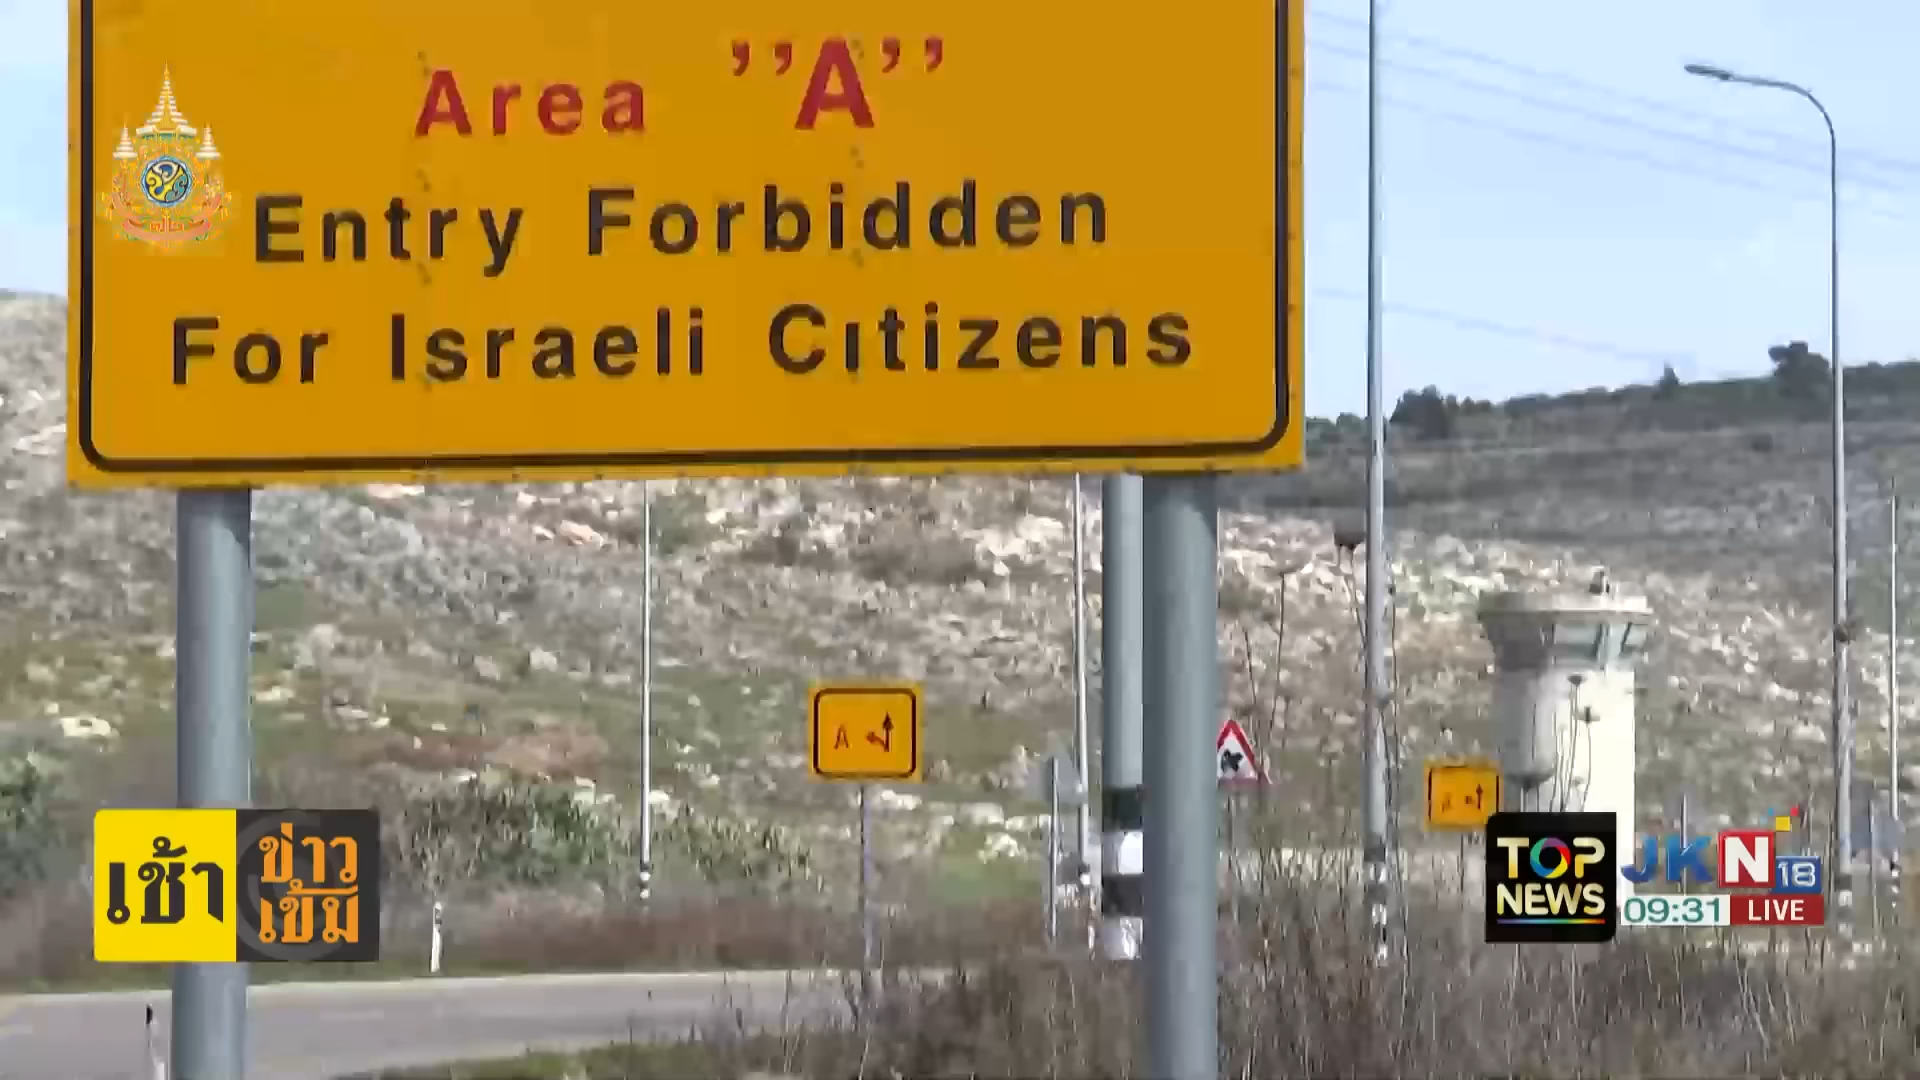 Area ’’A’’
Entry Forbidden
For Israeli Citizens
A
เช้า
ข่าว
เข้ม
TOP
NEWS
JKN 18
09:31 LIVE